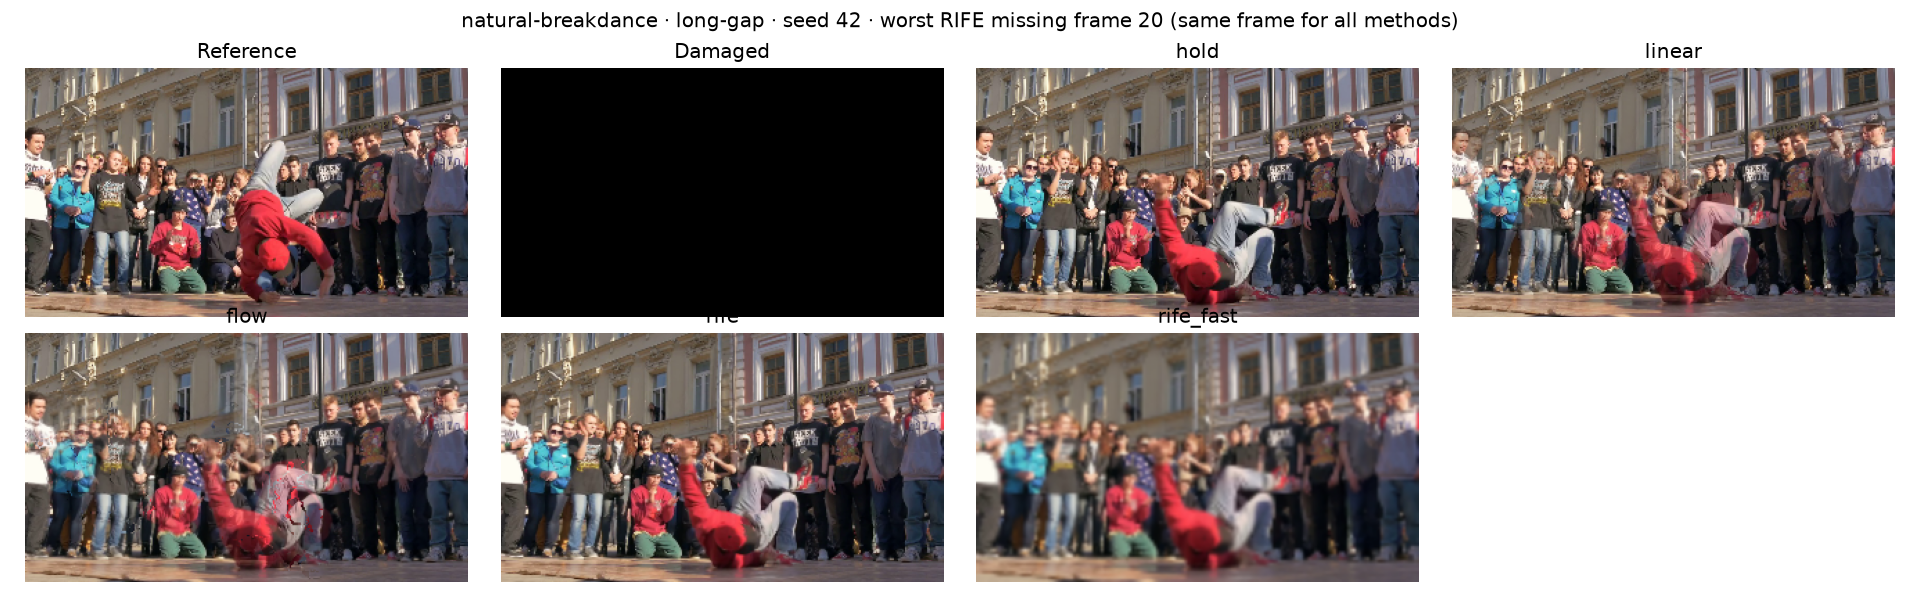 natural-breakdance · long-gap · seed 42 · worst RIFE missing frame 20 (same frame for all methods)
Reference
Damaged
hold
linear
flow
rife
rife_fast